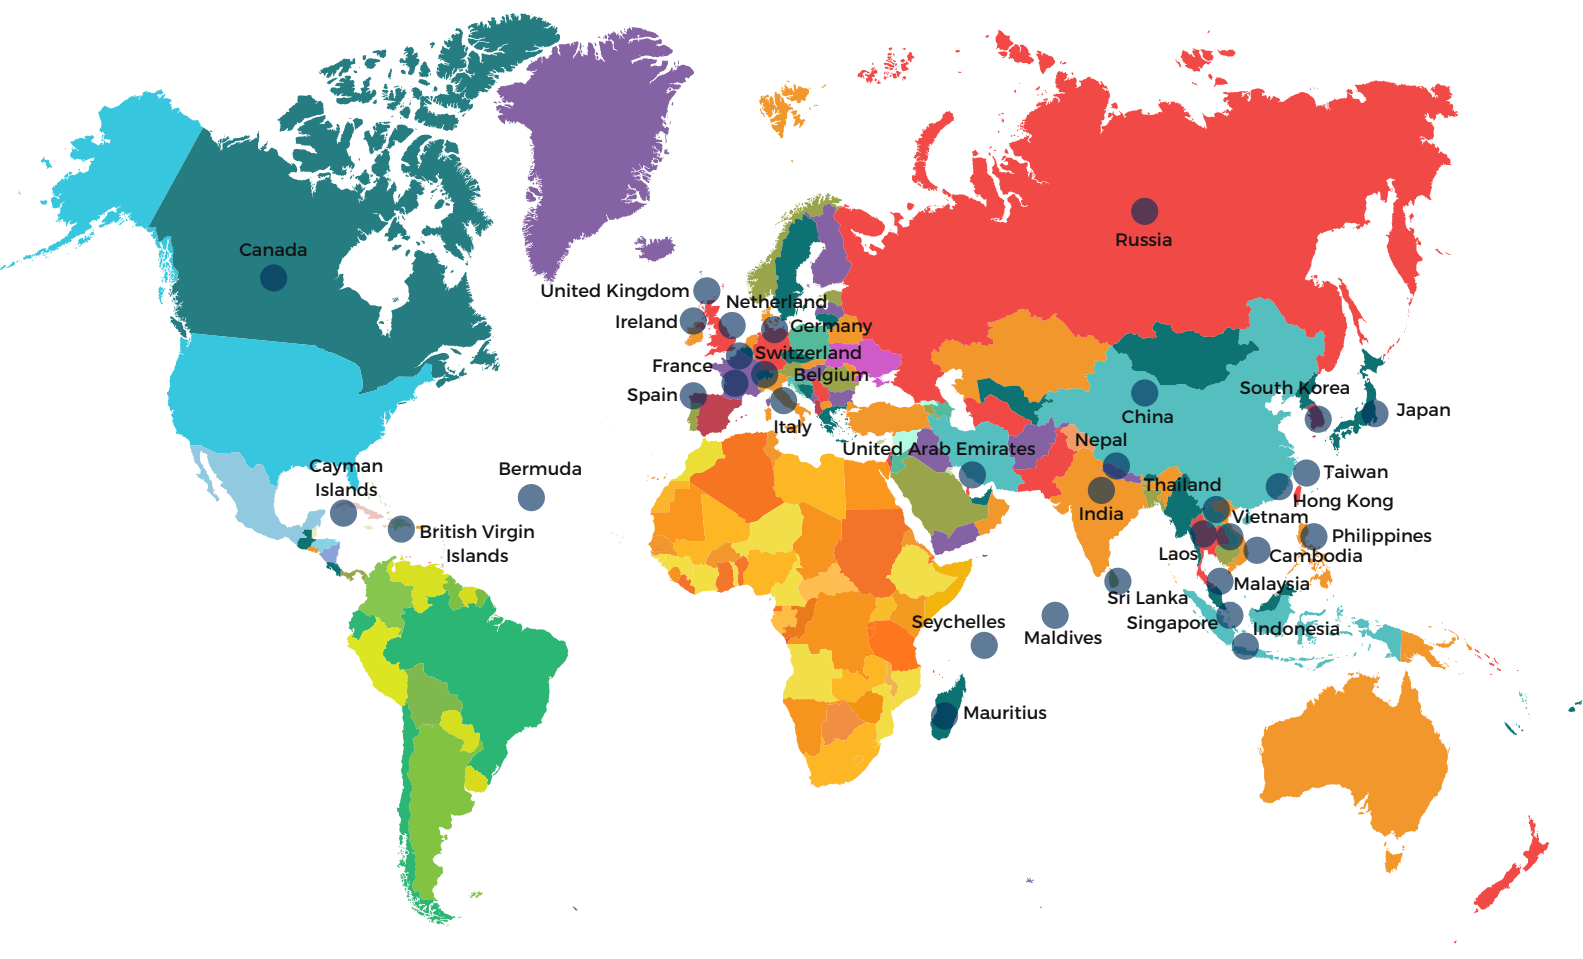 Russia
Canada
United Kingdom
Netherland
Ireland
Germany
Switzerland
France
Belgium
Spain
South Korea
Japan
China
Italy
Nepal
United Arab Emirates
Cayman
Islands
Bermuda
Taiwan
Thailand
Hong Kong
India
Vietnam
British Virgin
Islands
Philippines
Laos
Cambodia
Malaysia
Sri Lanka
Seychelles
Singapore
Maldives
Indonesia
Mauritius